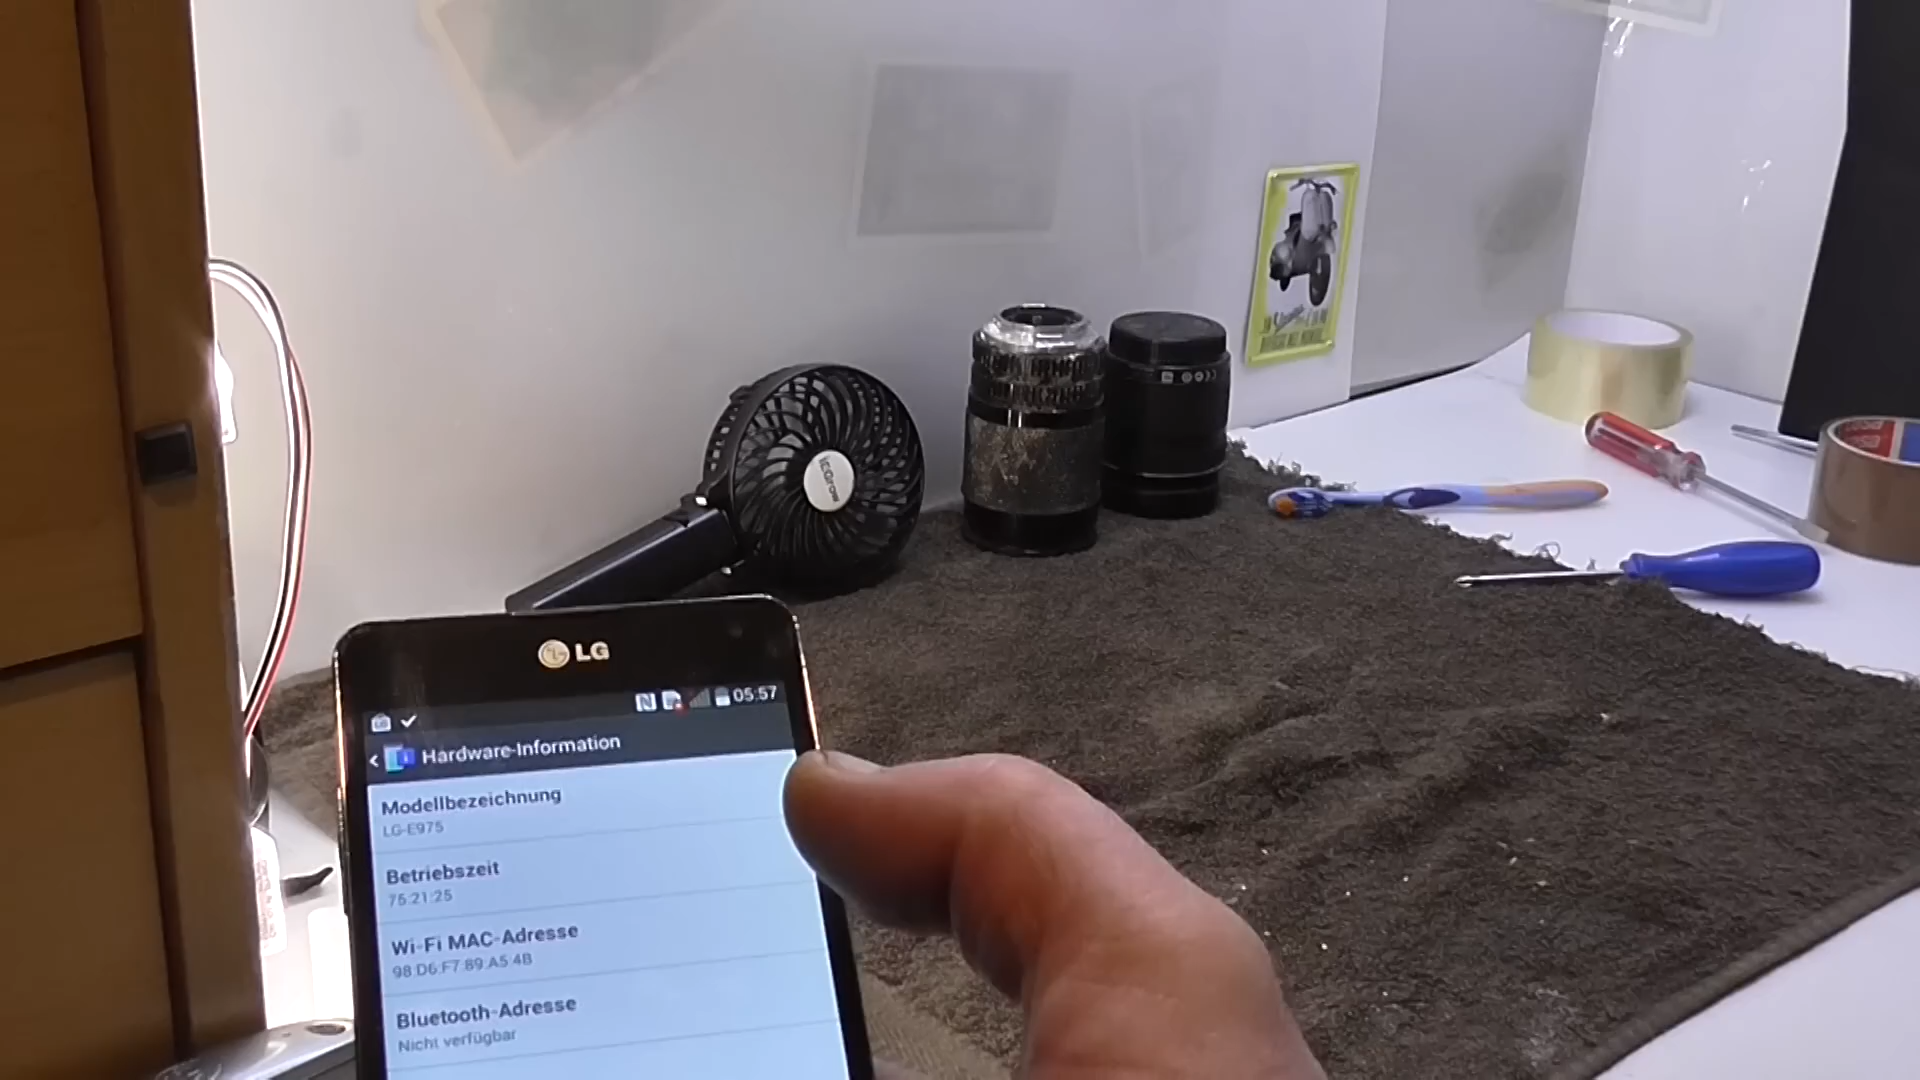 LG
05:57
Hardware-Information
Modellbezeichnung
LG-E975
Betriebszeit
75:21:25
Wi-Fi MAC-Adresse
98:D6:F7:89:A5:4B
Bluetooth-Adresse
Nicht verfügbar
tesa